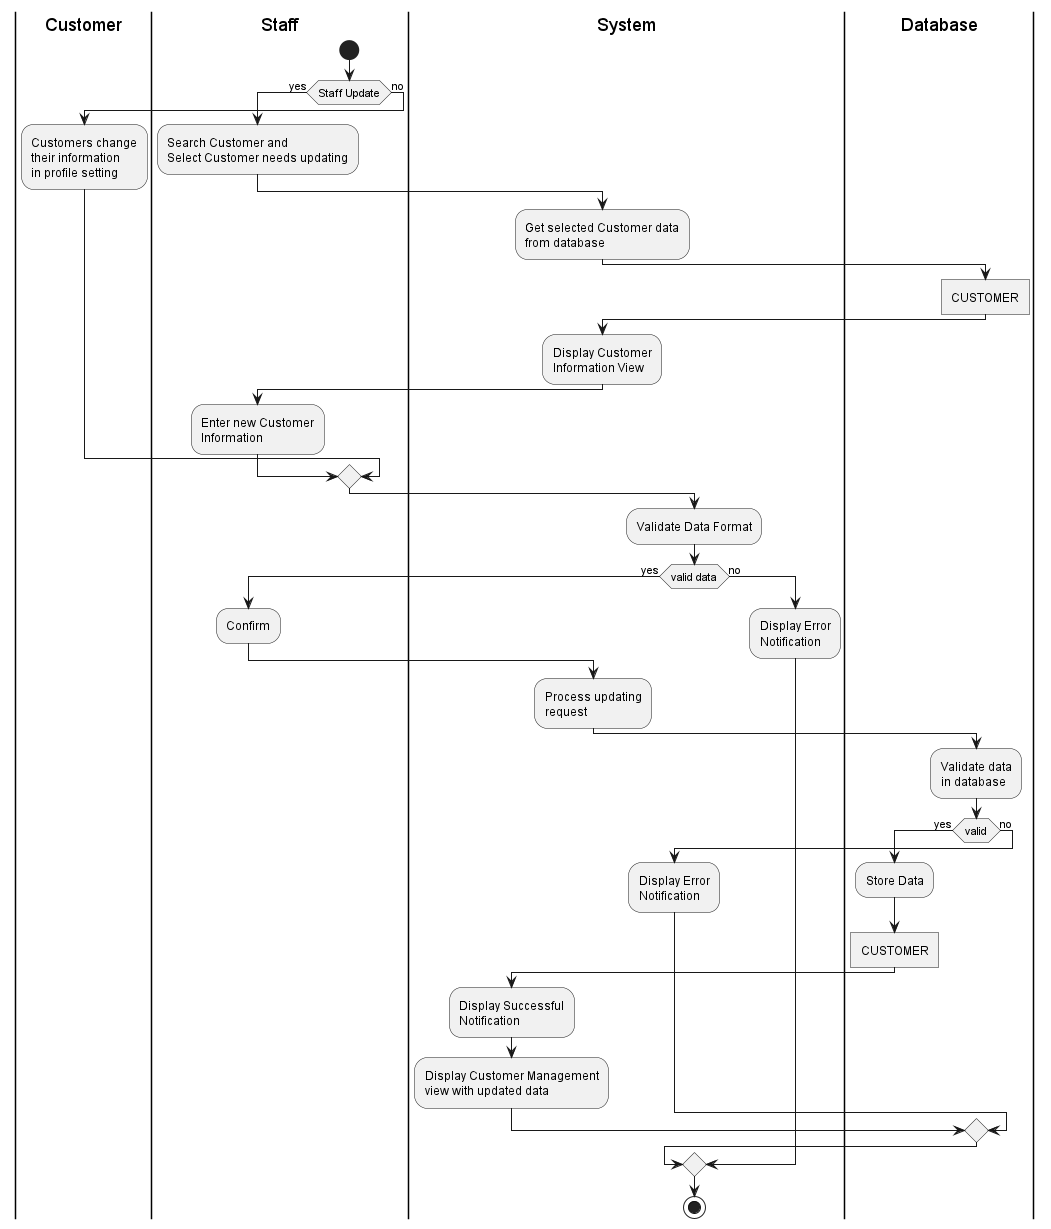 Customer
Staff
System
Database
yes
Staff Update
no
Customers change
their information
in profile setting
Search Customer and
Select Customer needs updating
Get selected Customer data
from database
CUSTOMER
Display Customer
Information View
Enter new Customer
Information
Validate Data Format
yes
valid data
no
Confirm
Display Error
Notification
Process updating
request
Validate data
in database
yes
valid
no
Display Error
Notification
Store Data
CUSTOMER
Display Successful
Notification
Display Customer Management
view with updated data